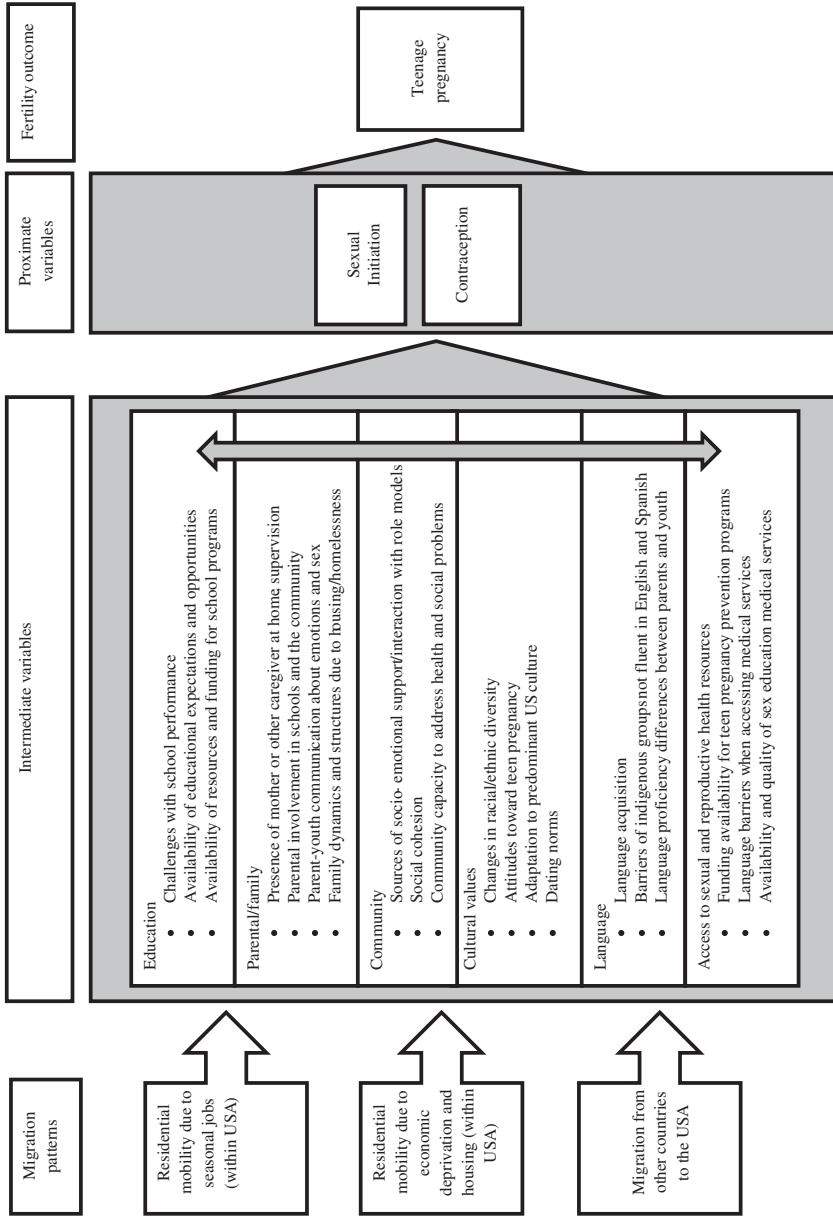 Migration
patterns
Intermediate variables
Proximate
variables
Fertility outcome
Residential
mobility due to
seasonal jobs
(within USA)
Residential
mobility due to
economic
deprivation and
housing (within
USA)
Migration from
other countries
to the USA
Education
• Challenges with school performance
• Availability of educational expectations and opportunities
• Availability of resources and funding for school programs
Parental/family
• Presence of mother or other caregiver at home, supervision
• Parental involvement in schools and the community
• Parent-youth communication about emotions and sex
• Family dynamics and structures due to housing/homelessness
Community
• Sources of socio- emotional support/interaction with role models
• Social cohesion
• Community capacity to address health and social problems
Cultural values
• Changes in racial/ethnic diversity
• Attitudes toward teen pregnancy
• Adaptation to predominant US culture
• Dating norms
Language
• Language acquisition
• Barriers of indigenous groups not fluent in English and Spanish
• Language proficiency differences between parents and youth
Access to sexual and reproductive health resources
• Funding availability for teen pregnancy prevention programs
• Language barriers when accessing medical services
• Availability and quality of sex education medical services
Sexual
Initiation
Contraception
Teenage
pregnancy